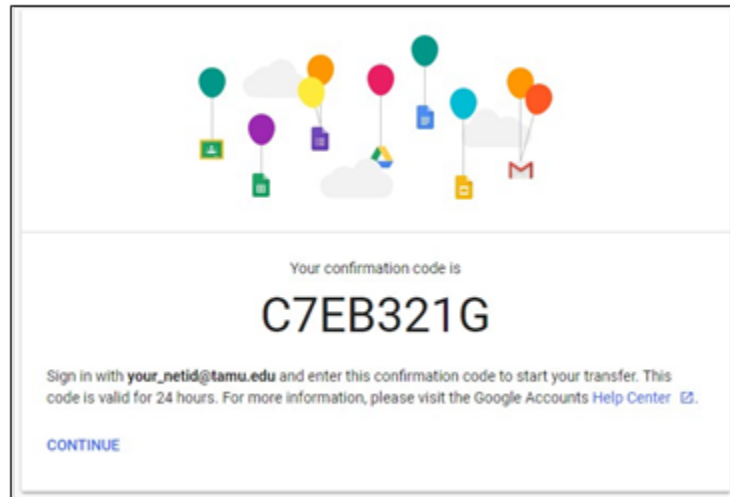 Your confirmation code is
C7EB321G
Sign in with your_netid@tamu.edu and enter this confirmation code to start your transfer. This
code is valid for 24 hours. For more information, please visit the Google Accounts Help Center.
CONTINUE